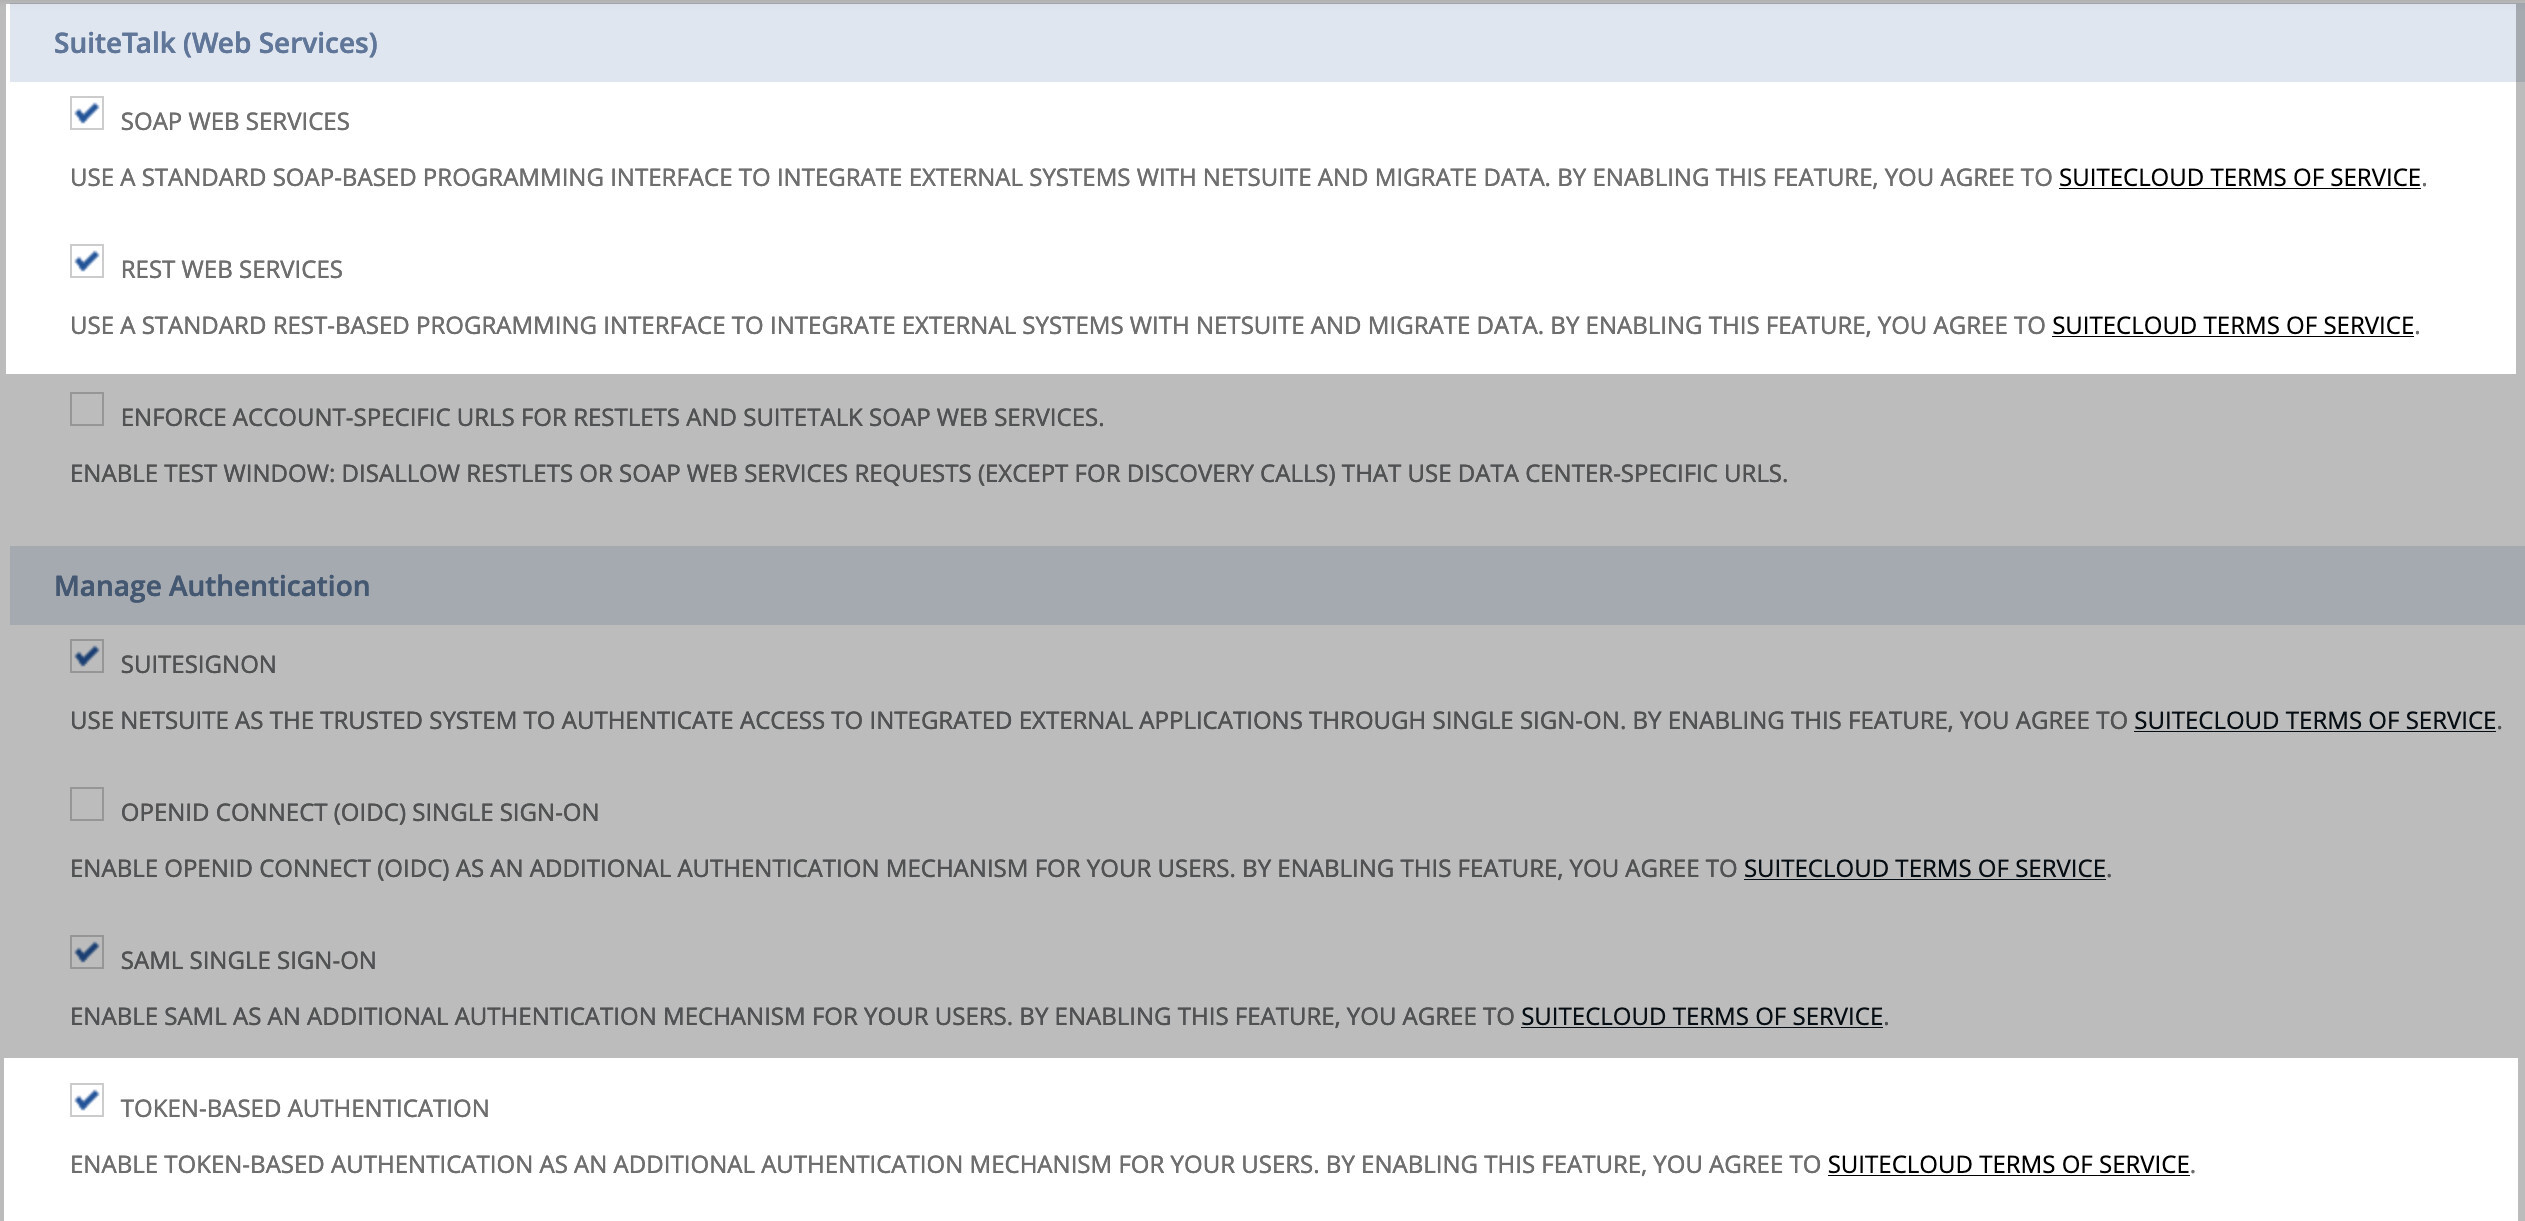 SuiteTalk (Web Services)
SOAP WEB SERVICES
USE A STANDARD SOAP-BASED PROGRAMMING INTERFACE TO INTEGRATE EXTERNAL SYSTEMS WITH NETSUITE AND MIGRATE DATA. BY ENABLING THIS FEATURE, YOU AGREE TO SUITECLOUD TERMS OF SERVICE.
REST WEB SERVICES
USE A STANDARD REST-BASED PROGRAMMING INTERFACE TO INTEGRATE EXTERNAL SYSTEMS WITH NETSUITE AND MIGRATE DATA. BY ENABLING THIS FEATURE, YOU AGREE TO SUITECLOUD TERMS OF SERVICE.
ENFORCE ACCOUNT-SPECIFIC URLS FOR RESTLETS AND SUITETALK SOAP WEB SERVICES.
ENABLE TEST WINDOW: DISALLOW RESTLETS OR SOAP WEB SERVICES REQUESTS (EXCEPT FOR DISCOVERY CALLS) THAT USE DATA CENTER-SPECIFIC URLS.
Manage Authentication
SUITESIGNON
USE NETSUITE AS THE TRUSTED SYSTEM TO AUTHENTICATE ACCESS TO INTEGRATED EXTERNAL APPLICATIONS THROUGH SINGLE SIGN-ON. BY ENABLING THIS FEATURE, YOU AGREE TO SUITECLOUD TERMS OF SERVICE.
OPENID CONNECT (OIDC) SINGLE SIGN-ON
ENABLE OPENID CONNECT (OIDC) AS AN ADDITIONAL AUTHENTICATION MECHANISM FOR YOUR USERS. BY ENABLING THIS FEATURE, YOU AGREE TO SUITECLOUD TERMS OF SERVICE.
SAML SINGLE SIGN-ON
ENABLE SAML AS AN ADDITIONAL AUTHENTICATION MECHANISM FOR YOUR USERS. BY ENABLING THIS FEATURE, YOU AGREE TO SUITECLOUD TERMS OF SERVICE.
TOKEN-BASED AUTHENTICATION
ENABLE TOKEN-BASED AUTHENTICATION AS AN ADDITIONAL AUTHENTICATION MECHANISM FOR YOUR USERS. BY ENABLING THIS FEATURE, YOU AGREE TO SUITECLOUD TERMS OF SERVICE.